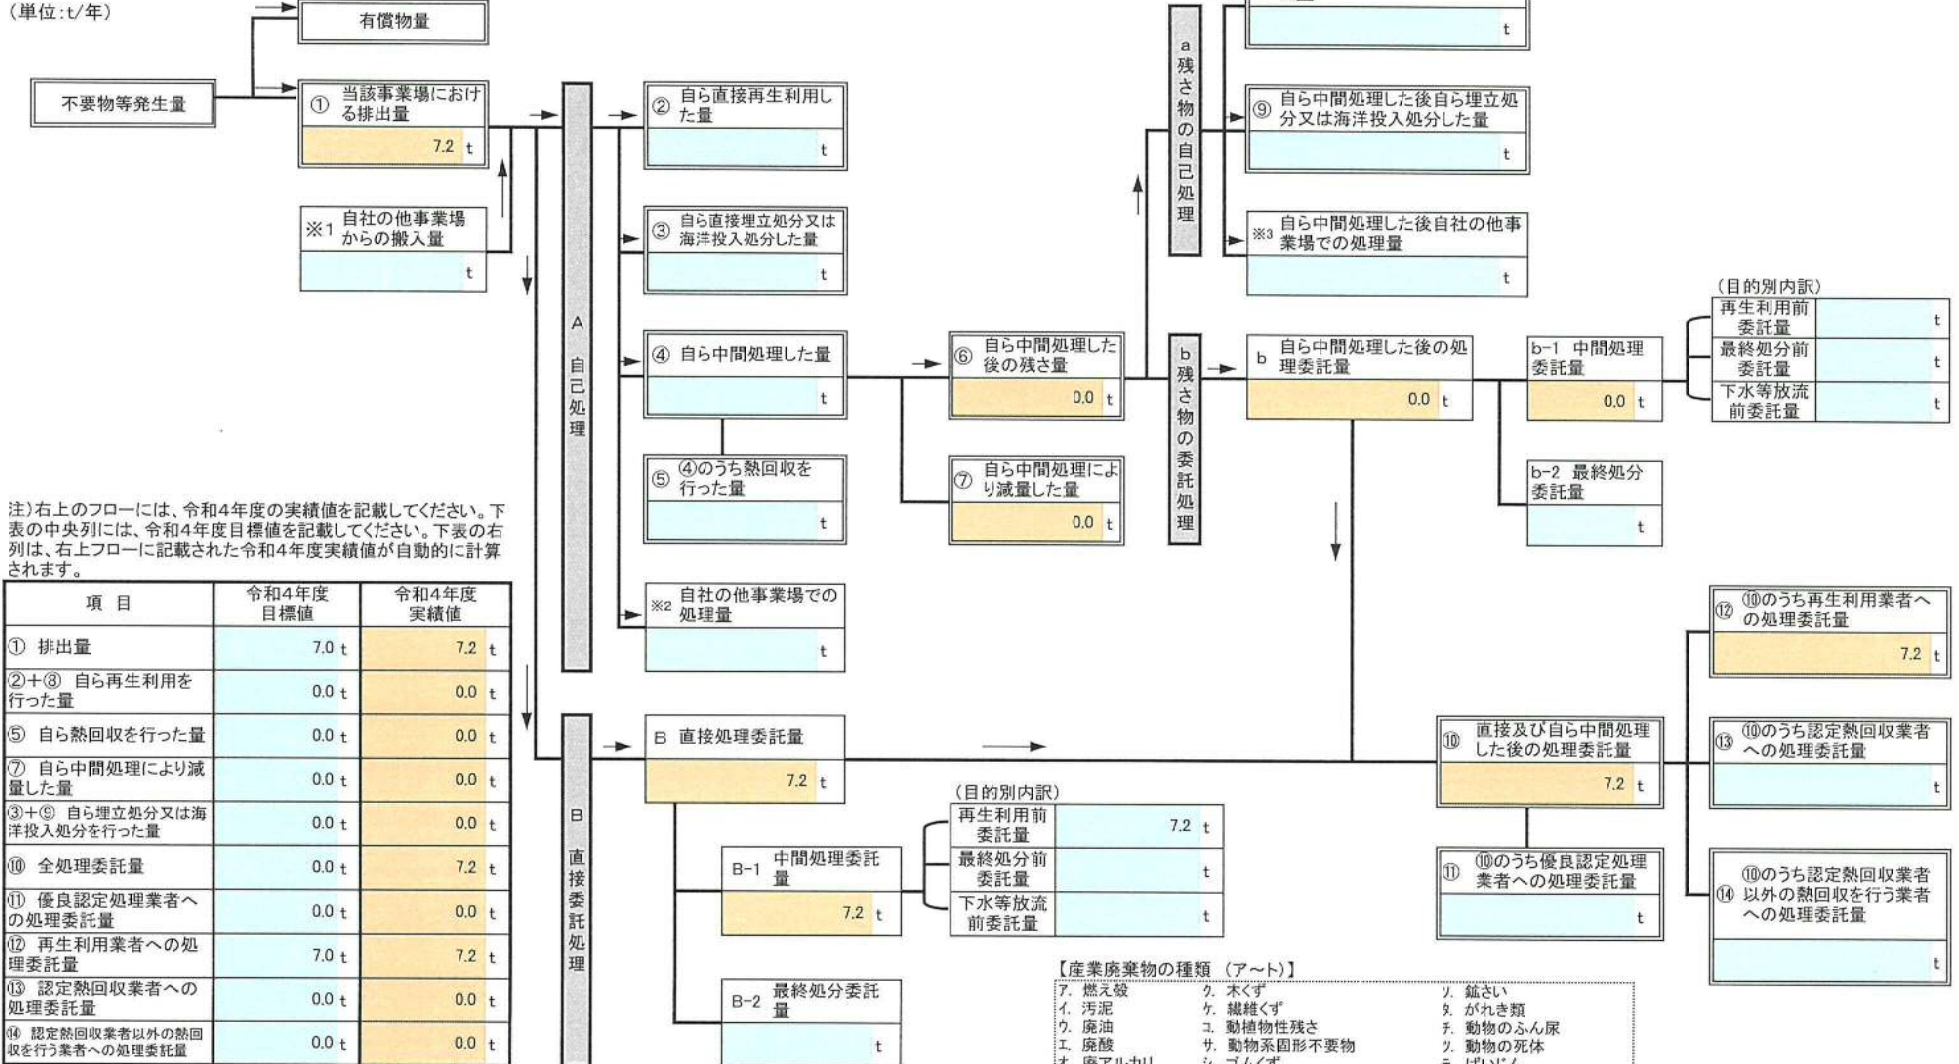 (単位:t/年)
有償物量
不要物等発生量
① 当該事業場におけ
る排出量
7.2 t
※1 自社の他事業場
からの搬入量
t
A 自己処理
② 自ら直接再生利用し
た量
t
③ 自ら直接埋立処分又は
海洋投入処分した量
t
④ 自ら中間処理した量
t
⑤ ④のうち熱回収を
行った量
t
※2 自社の他事業場での
処理量
t
⑥ 自ら中間処理した
後の残さ量
0.0 t
⑦ 自ら中間処理によ
り減量した量
0.0 t
a 残さ物の自己処理
t
⑨ 自ら中間処理した後自ら埋立処
分又は海洋投入処分した量
t
※3 自ら中間処理した後自社の他事
業場での処理量
t
b 残さ物の委託処理
b 自ら中間処理した後の処
理委託量
0.0 t
b-1 中間処理
委託量
0.0 t
b-2 最終処分
委託量
t
(目的別内訳)
再生利用前
委託量 t
最終処分前
委託量 t
下水等放流
前委託量 t
注)右上のフローには、令和4年度の実績値を記載してください。下
表の中央列には、令和4年度目標値を記載してください。下表の右
列は、右上フローに記載された令和4年度実績値が自動的に計算
されます。
項 目 令和4年度 令和4年度
目標値 実績値
① 排出量 7.0 t 7.2 t
②+⑧ 自ら再生利用を
行った量 0.0 t 0.0 t
⑤ 自ら熱回収を行った量 0.0 t 0.0 t
⑦ 自ら中間処理により減
量した量 0.0 t 0.0 t
③+⑨ 自ら埋立処分又は海
洋投入処分を行った量 0.0 t 0.0 t
⑩ 全処理委託量 0.0 t 7.2 t
⑪ 優良認定処理業者へ
の処理委託量 0.0 t 0.0 t
⑫ 再生利用業者への処
理委託量 7.0 t 7.2 t
⑬ 認定熱回収業者への
処理委託量 0.0 t 0.0 t
⑭ 認定熱回収業者以外の熱回
収を行う業者への処理委託量 0.0 t 0.0 t
B 直接委託処理
B 直接処理委託量
7.2 t
B-1 中間処理委託
量
7.2 t
B-2 最終処分委託
量
t
(目的別内訳)
再生利用前
委託量 7.2 t
最終処分前
委託量 t
下水等放流
前委託量 t
⑩ 直接及び自ら中間処理
した後の処理委託量
7.2 t
⑪ ⑩のうち優良認定処理
業者への処理委託量
t
⑫ ⑩のうち再生利用業者へ
の処理委託量
7.2 t
⑬ ⑩のうち認定熱回収業者
への処理委託量
t
⑭ ⑩のうち認定熱回収業者
以外の熱回収を行う業者
への処理委託量
t
【産業廃棄物の種類 (ア~ト)】
ア. 燃え殻 ク. 木くず ソ. 鉱さい
イ. 汚泥 ケ. 繊維くず タ. がれき類
ウ. 廃油 コ. 動植物性残さ チ. 動物のふん尿
エ. 廃酸 サ. 動物系固形不要物 ツ. 動物の死体
オ. 廃アルカリ シ. ゴムくず テ. ばいじん